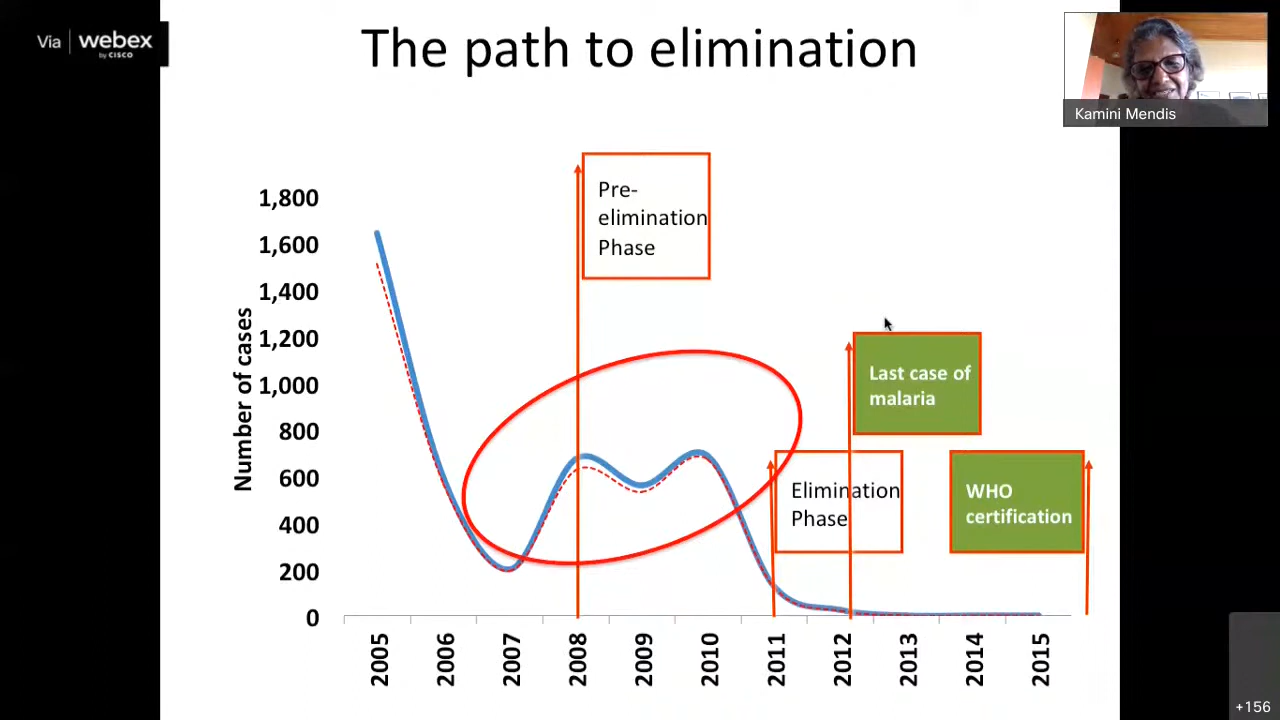 Via | webex
by CISCO
The path to elimination
Kamini Mendis
Pre-
elimination
Phase
Last case of
malaria
Elimination
Phase
WHO
certification
Number of cases
1,800
1,600
1,400
1,200
1,000
800
600
400
200
0
2005
2006
2007
2008
2009
2010
2011
2012
2013
2014
2015
+156